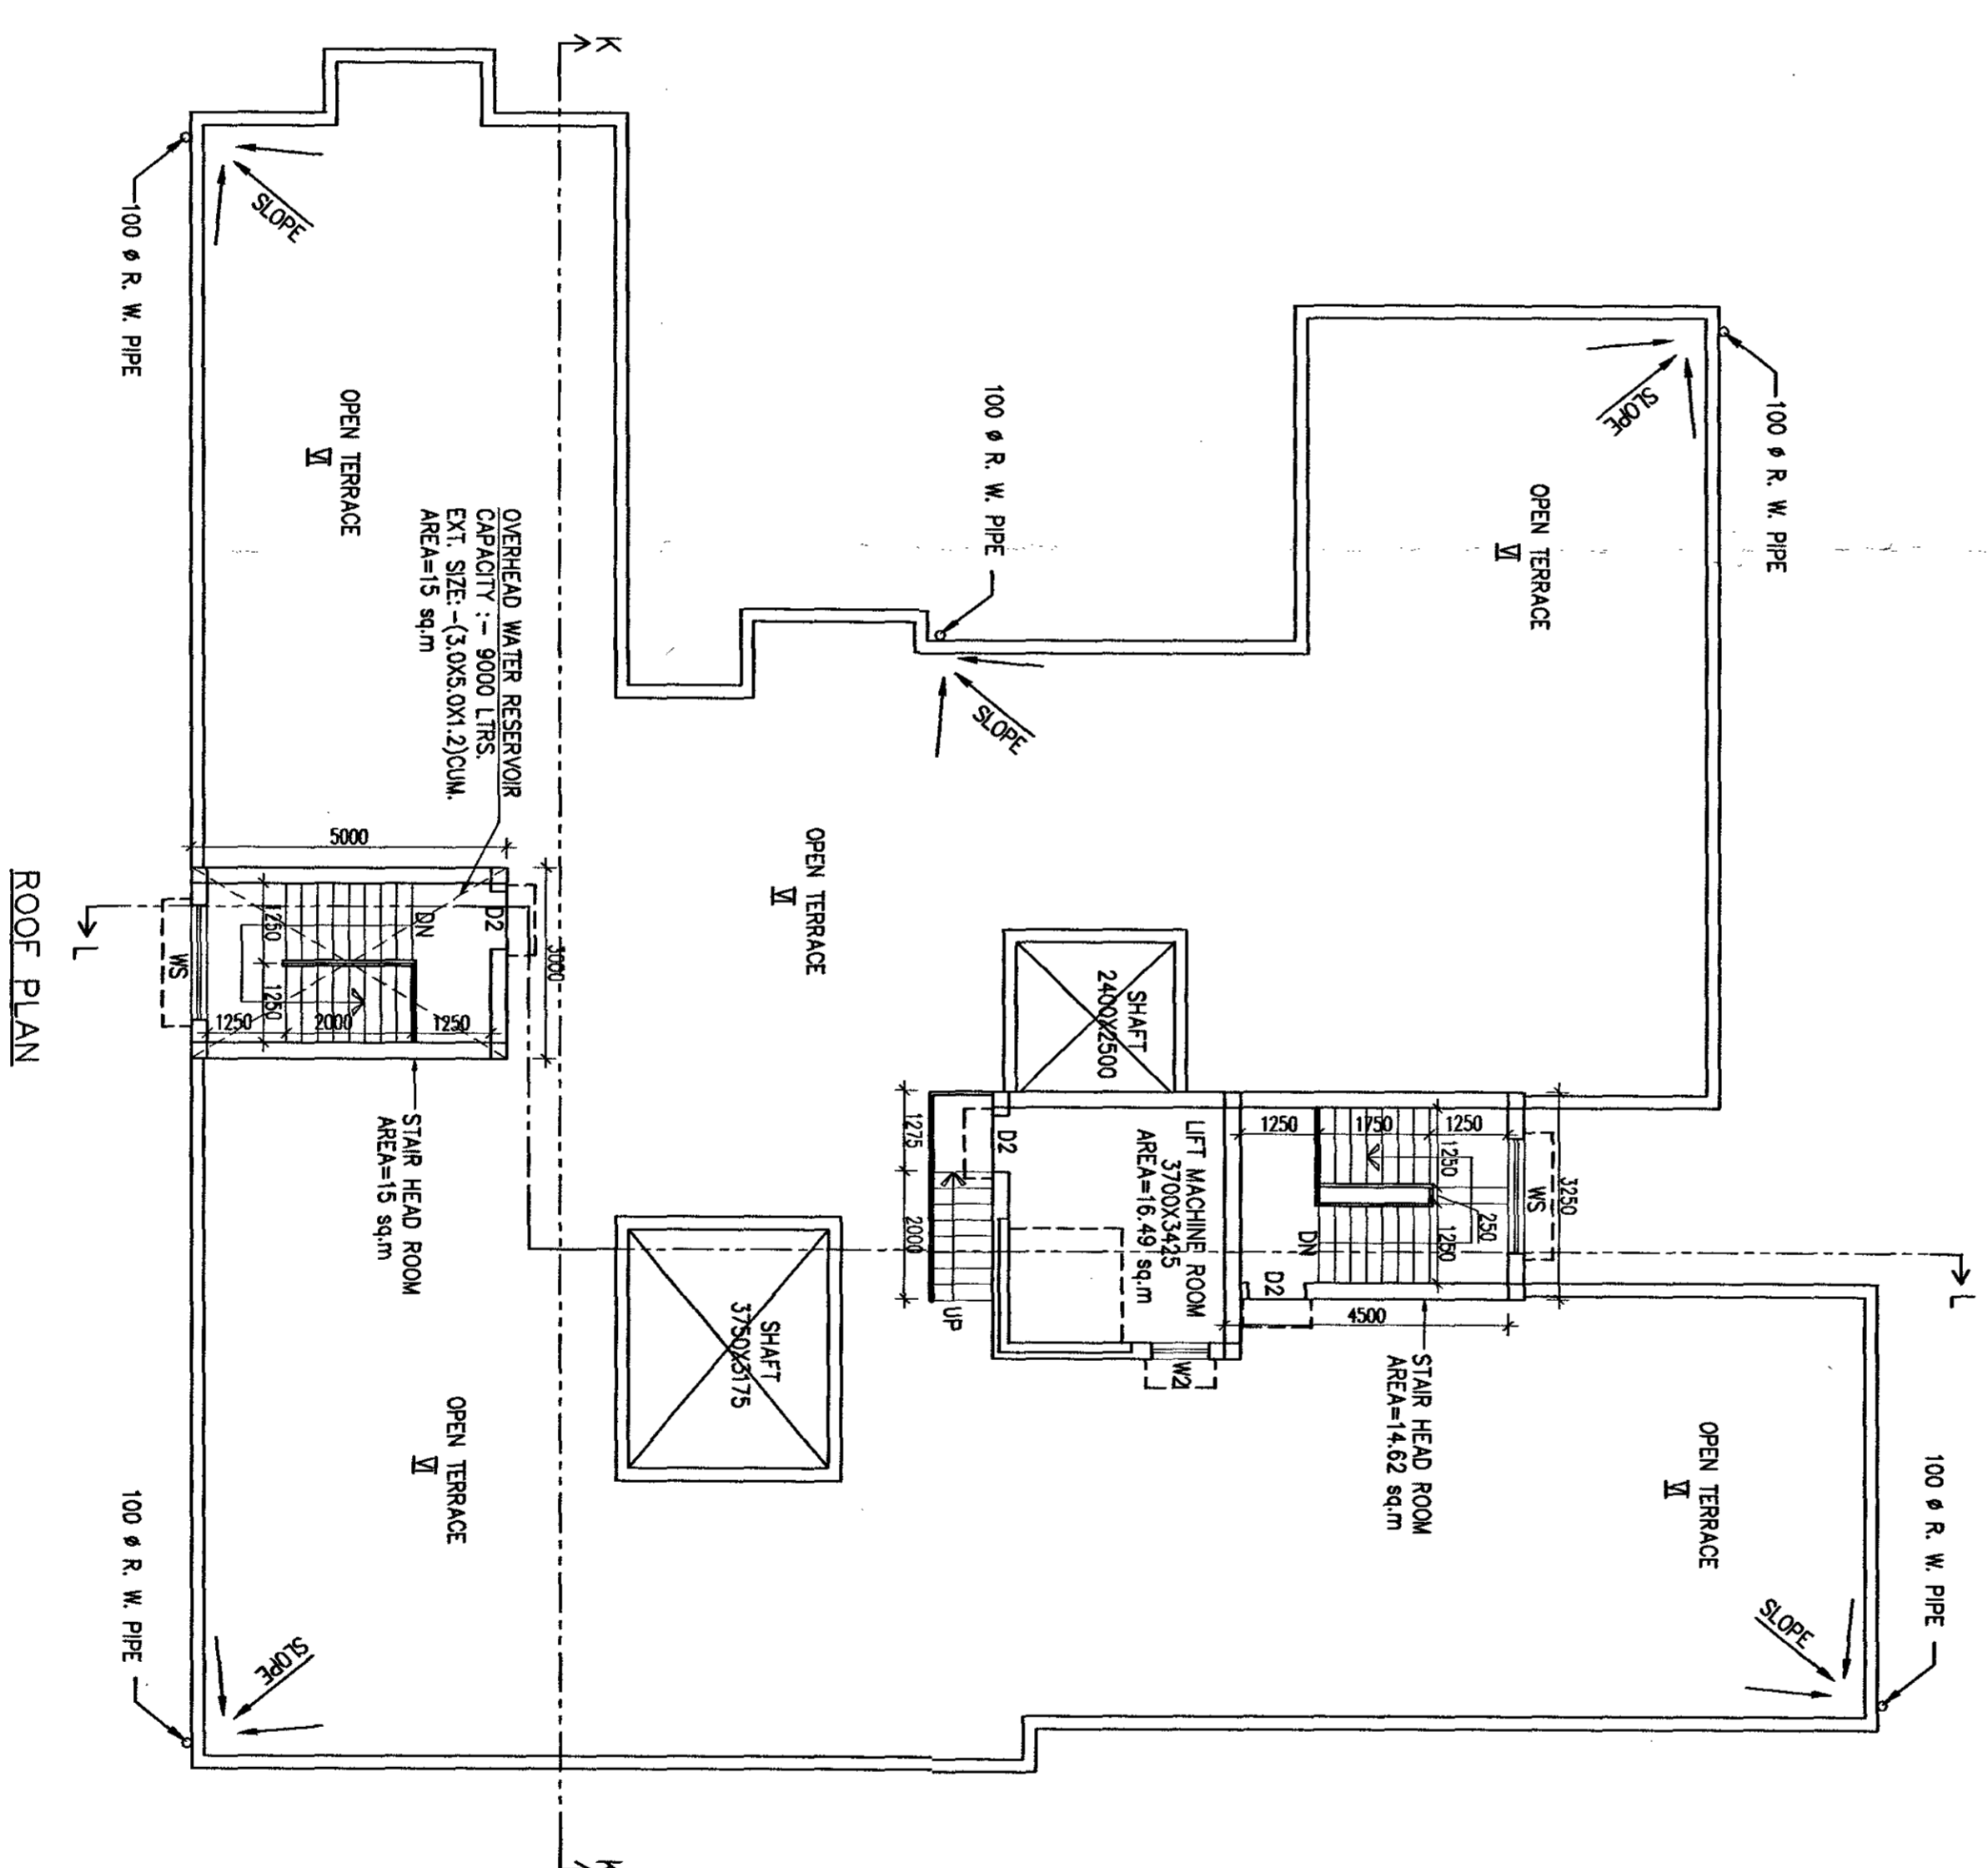 K
100 ø R. W. PIPE
SLOPE
100 ø R. W. PIPE
SLOPE
OPEN TERRACE
VI
100 ø R. W. PIPE
SLOPE
OPEN TERRACE
VI
OVERHEAD WATER RESERVOIR
CAPACITY :- 9000 LTRS.
EXT. SIZE:-(3.0X5.0X1.2)CUM.
AREA=15 sq.m
OPEN TERRACE
VI
5000
3000
D2
DN
1250
1250
1250
2000
1250
WS
L
STAIR HEAD ROOM
AREA=15 sq.m
SHAFT
2400X2500
LIFT MACHINE ROOM
3700X3425
AREA=16.49 sq.m
D2
1275
2000
UP
W2
1250
1750
1250
1250
250
1250
DN
D2
WS
3250
4500
L
STAIR HEAD ROOM
AREA=14.62 sq.m
SHAFT
3750X3175
OPEN TERRACE
VI
OPEN TERRACE
VI
100 ø R. W. PIPE
SLOPE
100 ø R. W. PIPE
SLOPE
ROOF PLAN